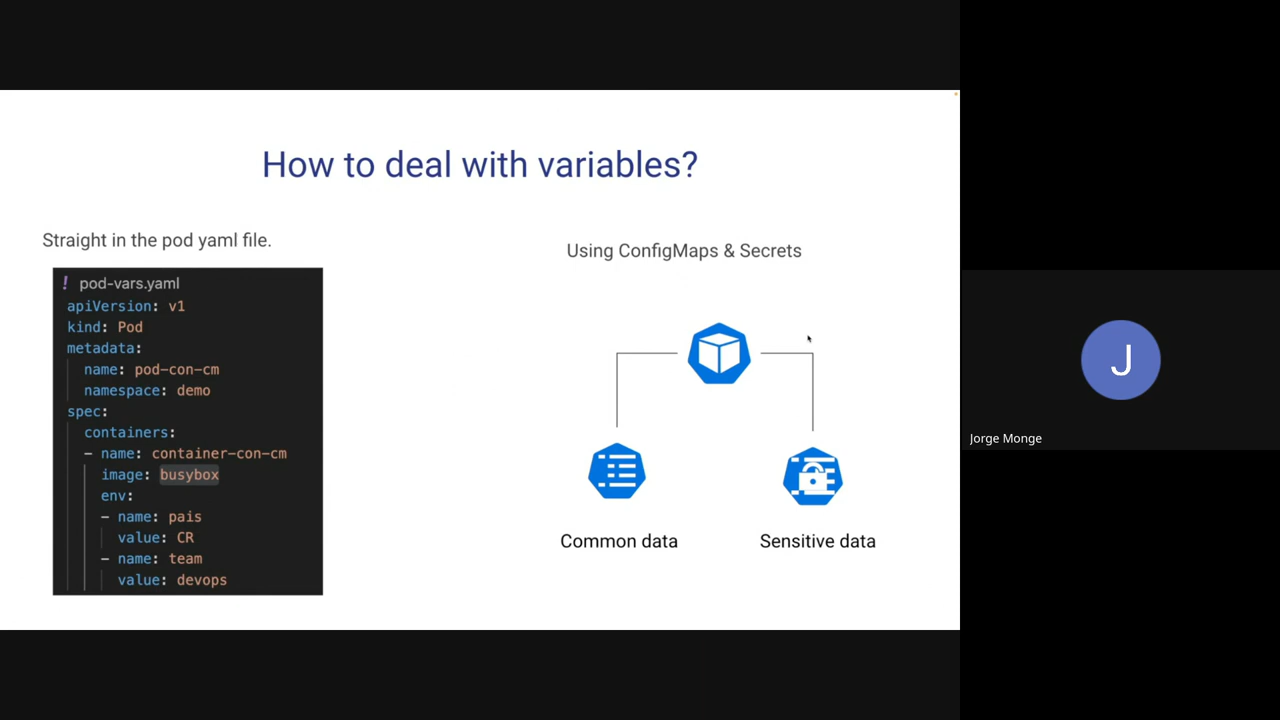 How to deal with variables?
Straight in the pod yaml file.
! pod-vars.yaml
apiVersion: v1
kind: Pod
metadata:
name: pod-con-cm
namespace: demo
spec:
containers:
- name: container-con-cm
image: busybox
env:
- name: pais
value: CR
- name: team
value: devops
Using ConfigMaps & Secrets
Common data
Sensitive data
J
Jorge Monge